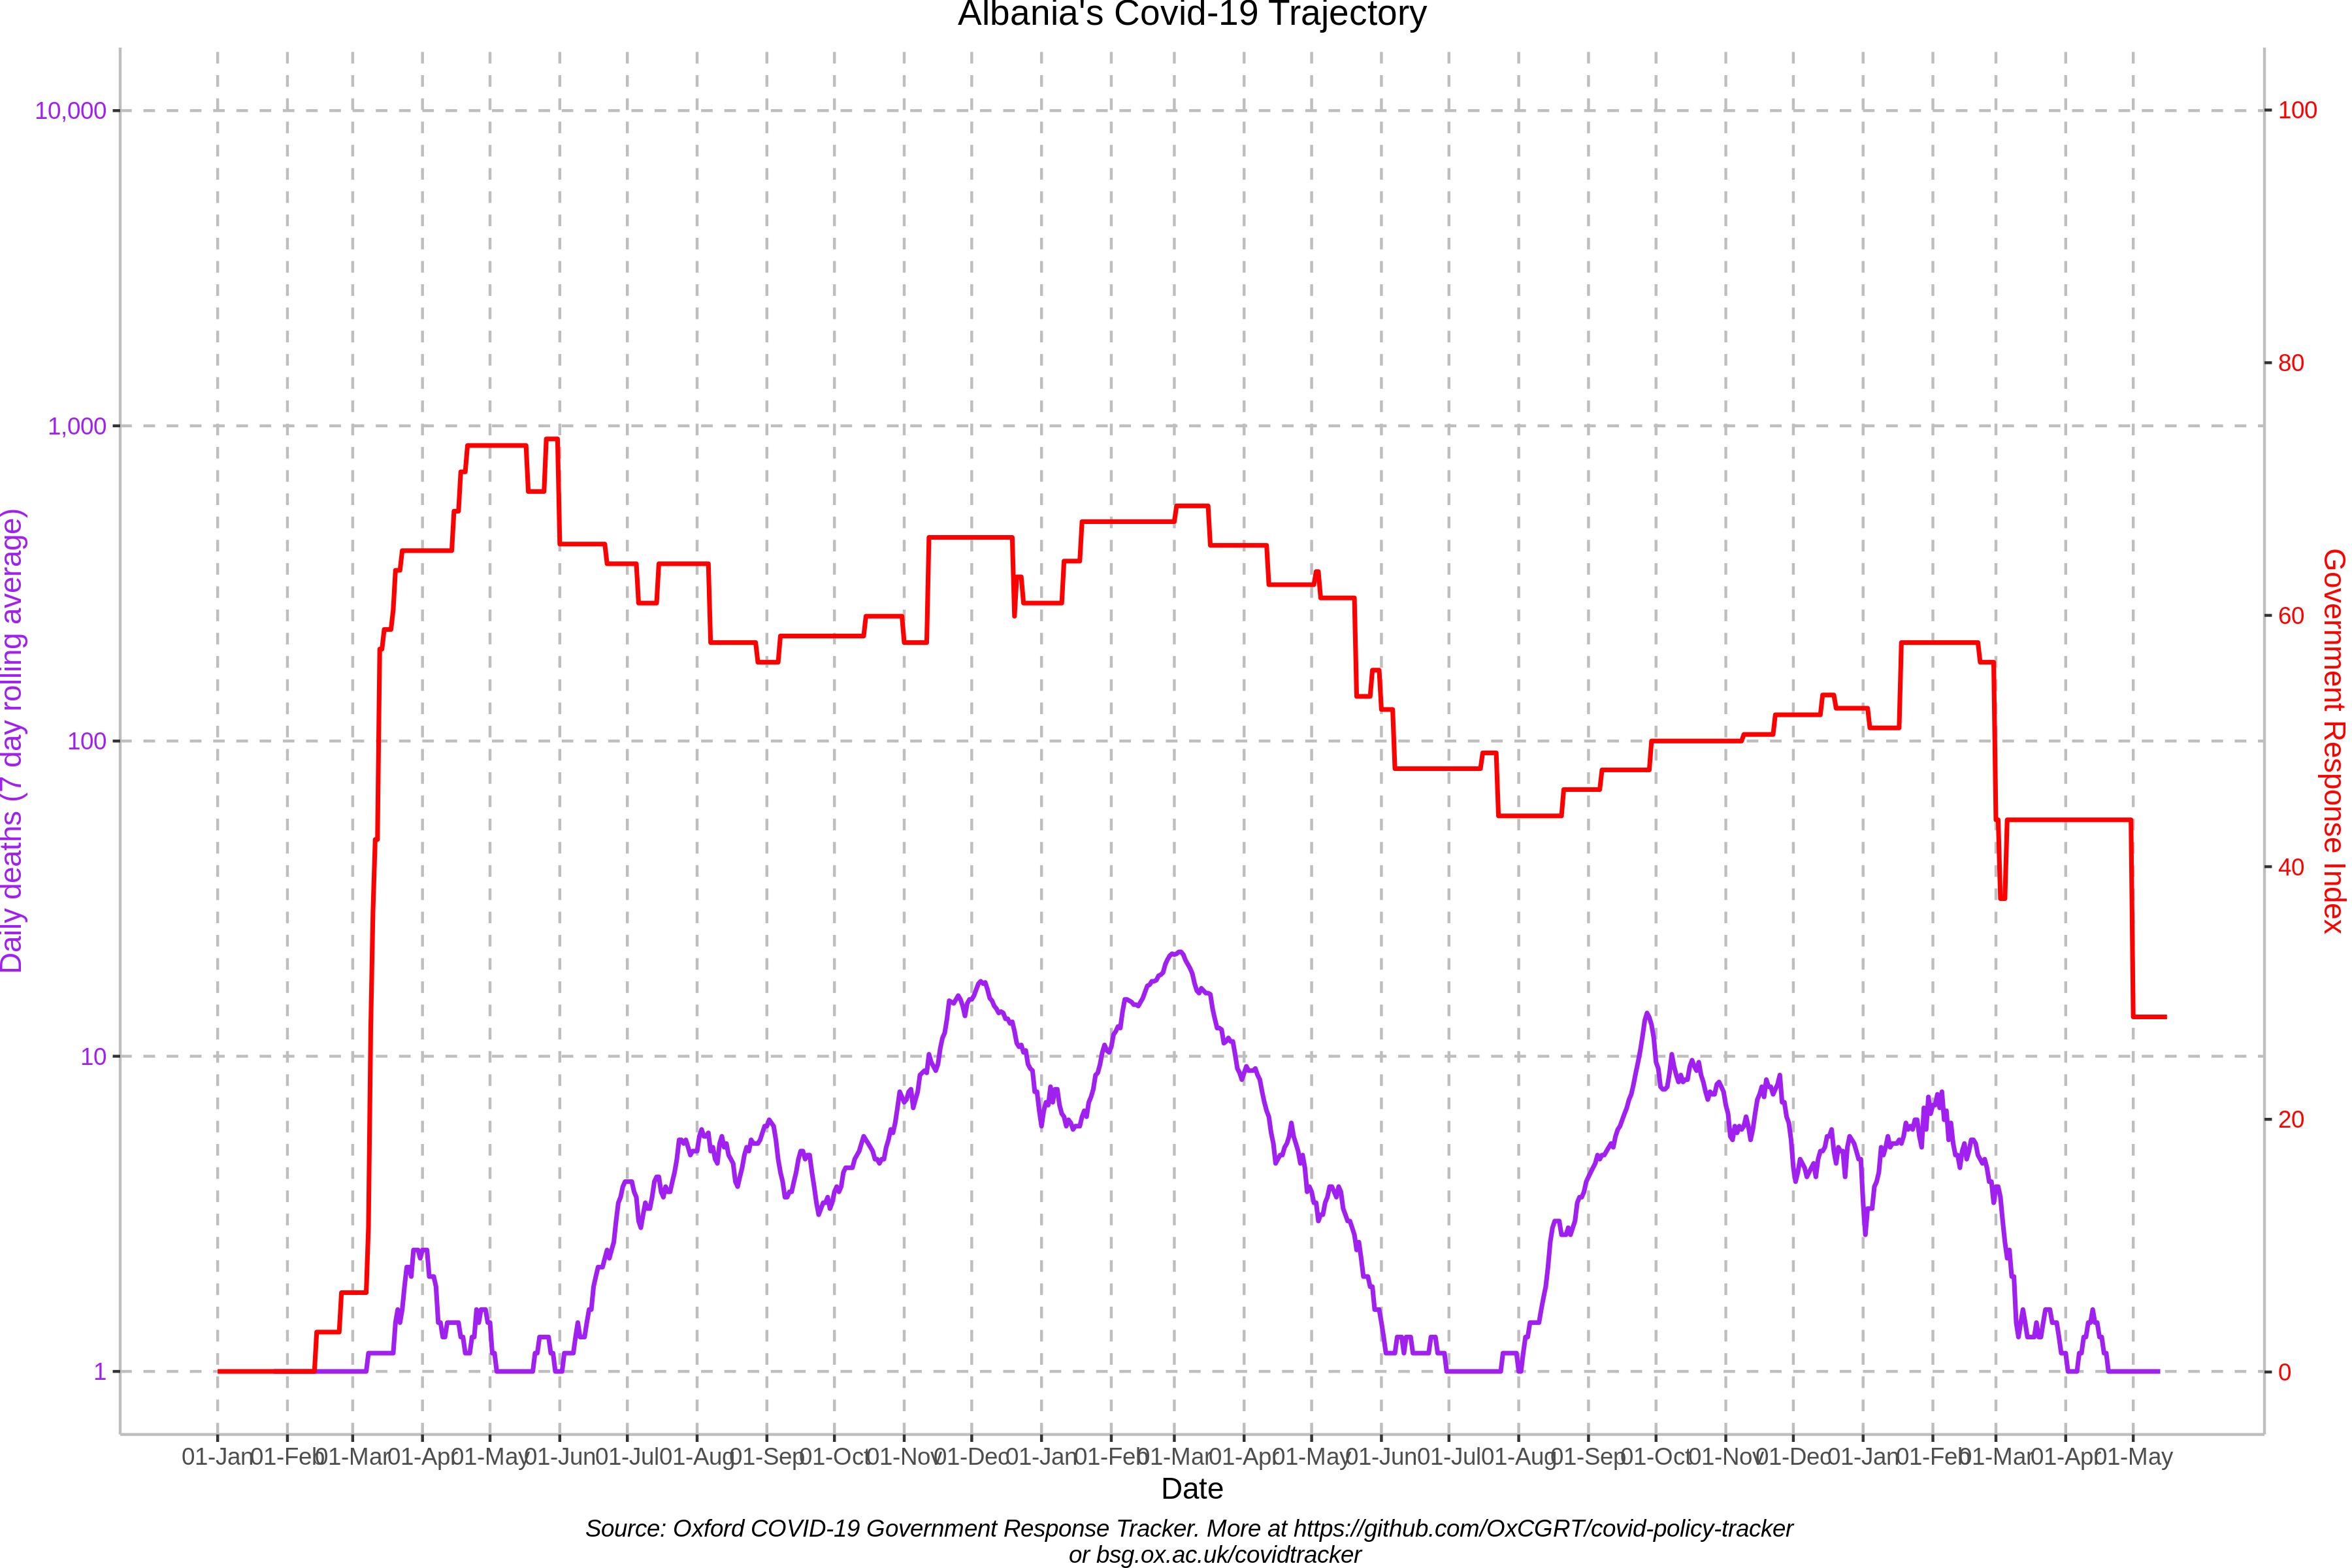 Albania's Covid-19 Trajectory
Daily deaths (7 day rolling average)
10,000
1,000
100
10
1
100
80
60
40
20
0
Government Response Index
01-Jan 01-Feb 01-Mar 01-Apr 01-May 01-Jun 01-Jul 01-Aug 01-Sep 01-Oct 01-Nov 01-Dec 01-Jan 01-Feb 01-Mar 01-Apr 01-May 01-Jun 01-Jul 01-Aug 01-Sep 01-Oct 01-Nov 01-Dec 01-Jan 01-Feb 01-Mar 01-Apr 01-May
Date
Source: Oxford COVID-19 Government Response Tracker. More at https://github.com/OxCGRT/covid-policy-tracker
or bsg.ox.ac.uk/covidtracker